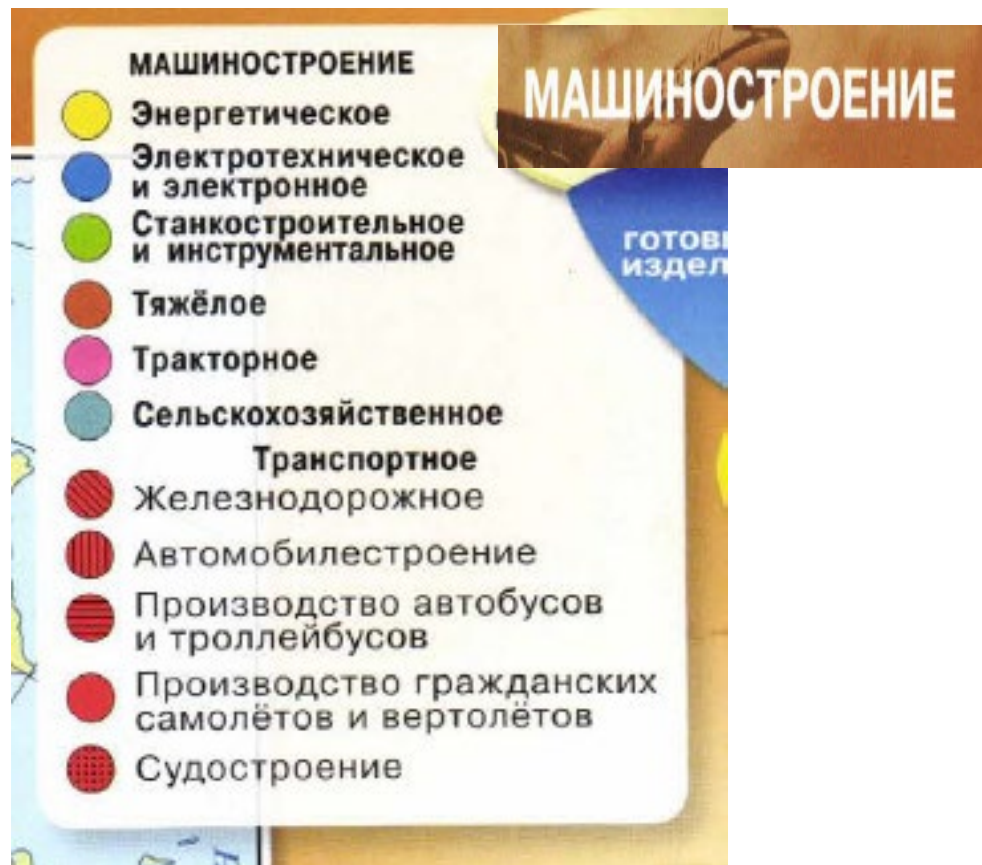 МАШИНОСТРОЕНИЕ
МАШИНОСТРОЕНИЕ
Энергетическое
Электротехническое
и электронное
Станкостроительное
и инструментальное
Тяжёлое
Тракторное
Сельскохозяйственное
Транспортное
Железнодорожное
Автомобилестроение
Производство автобусов
и троллейбусов
Производство гражданских
самолётов и вертолётов
Судостроение